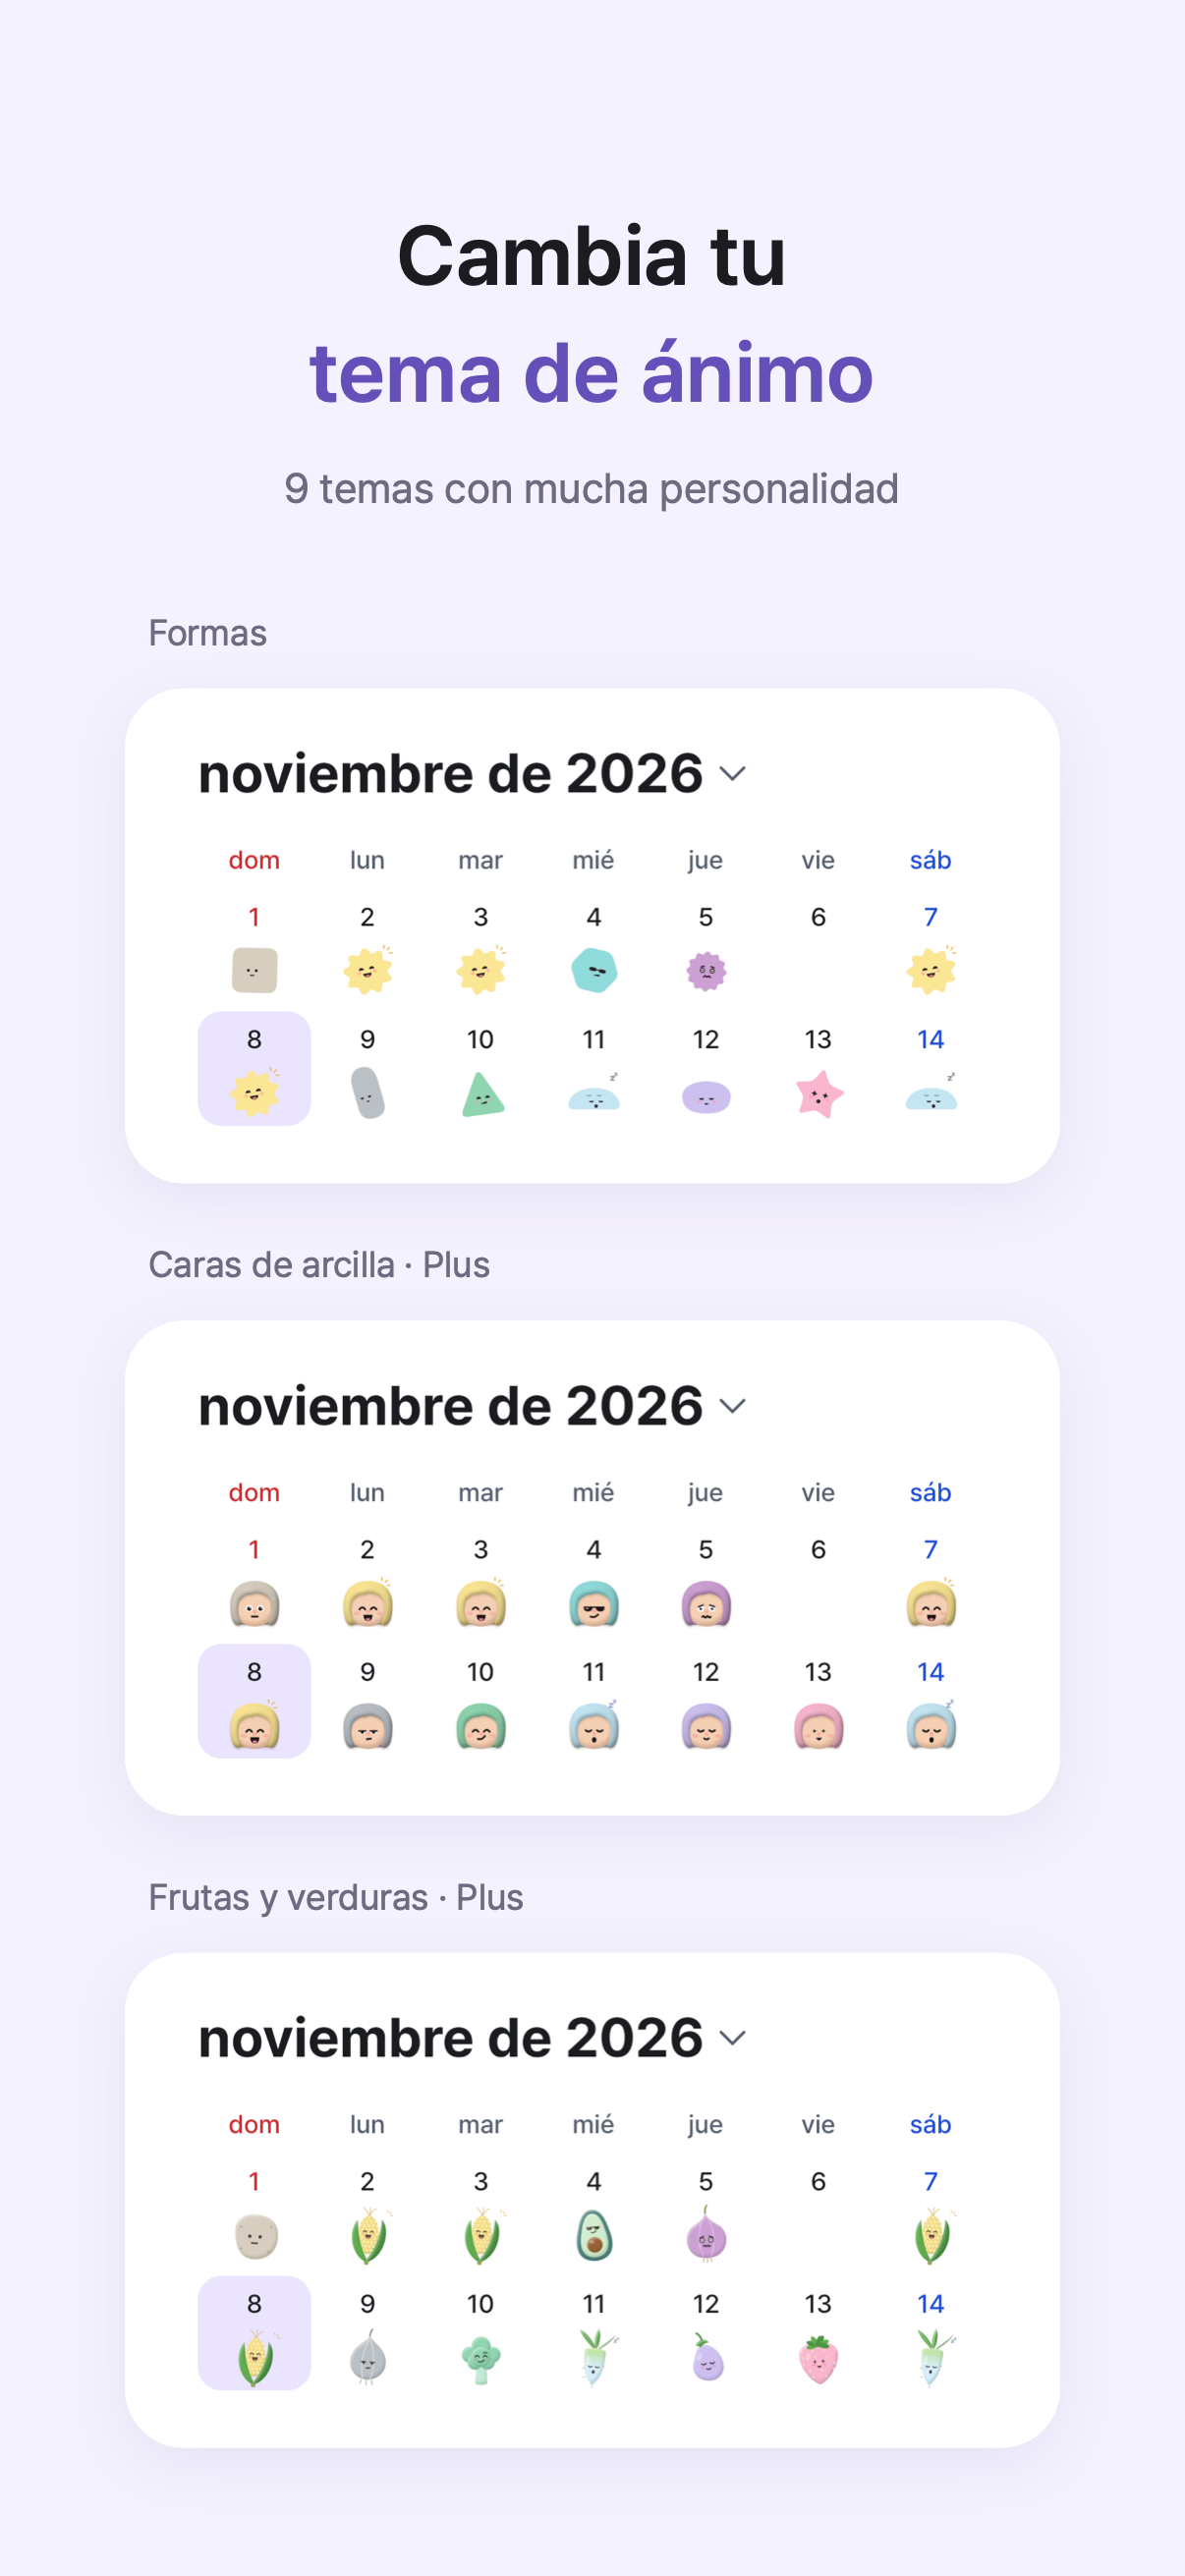 Cambia tu
tema de ánimo
9 temas con mucha personalidad
Formas
noviembre de 2026
dom lun mar mié jue vie sáb
1 2 3 4 5 6 7
8 9 10 11 12 13 14
Caras de arcilla · Plus
noviembre de 2026
dom lun mar mié jue vie sáb
1 2 3 4 5 6 7
8 9 10 11 12 13 14
Frutas y verduras · Plus
noviembre de 2026
dom lun mar mié jue vie sáb
1 2 3 4 5 6 7
8 9 10 11 12 13 14